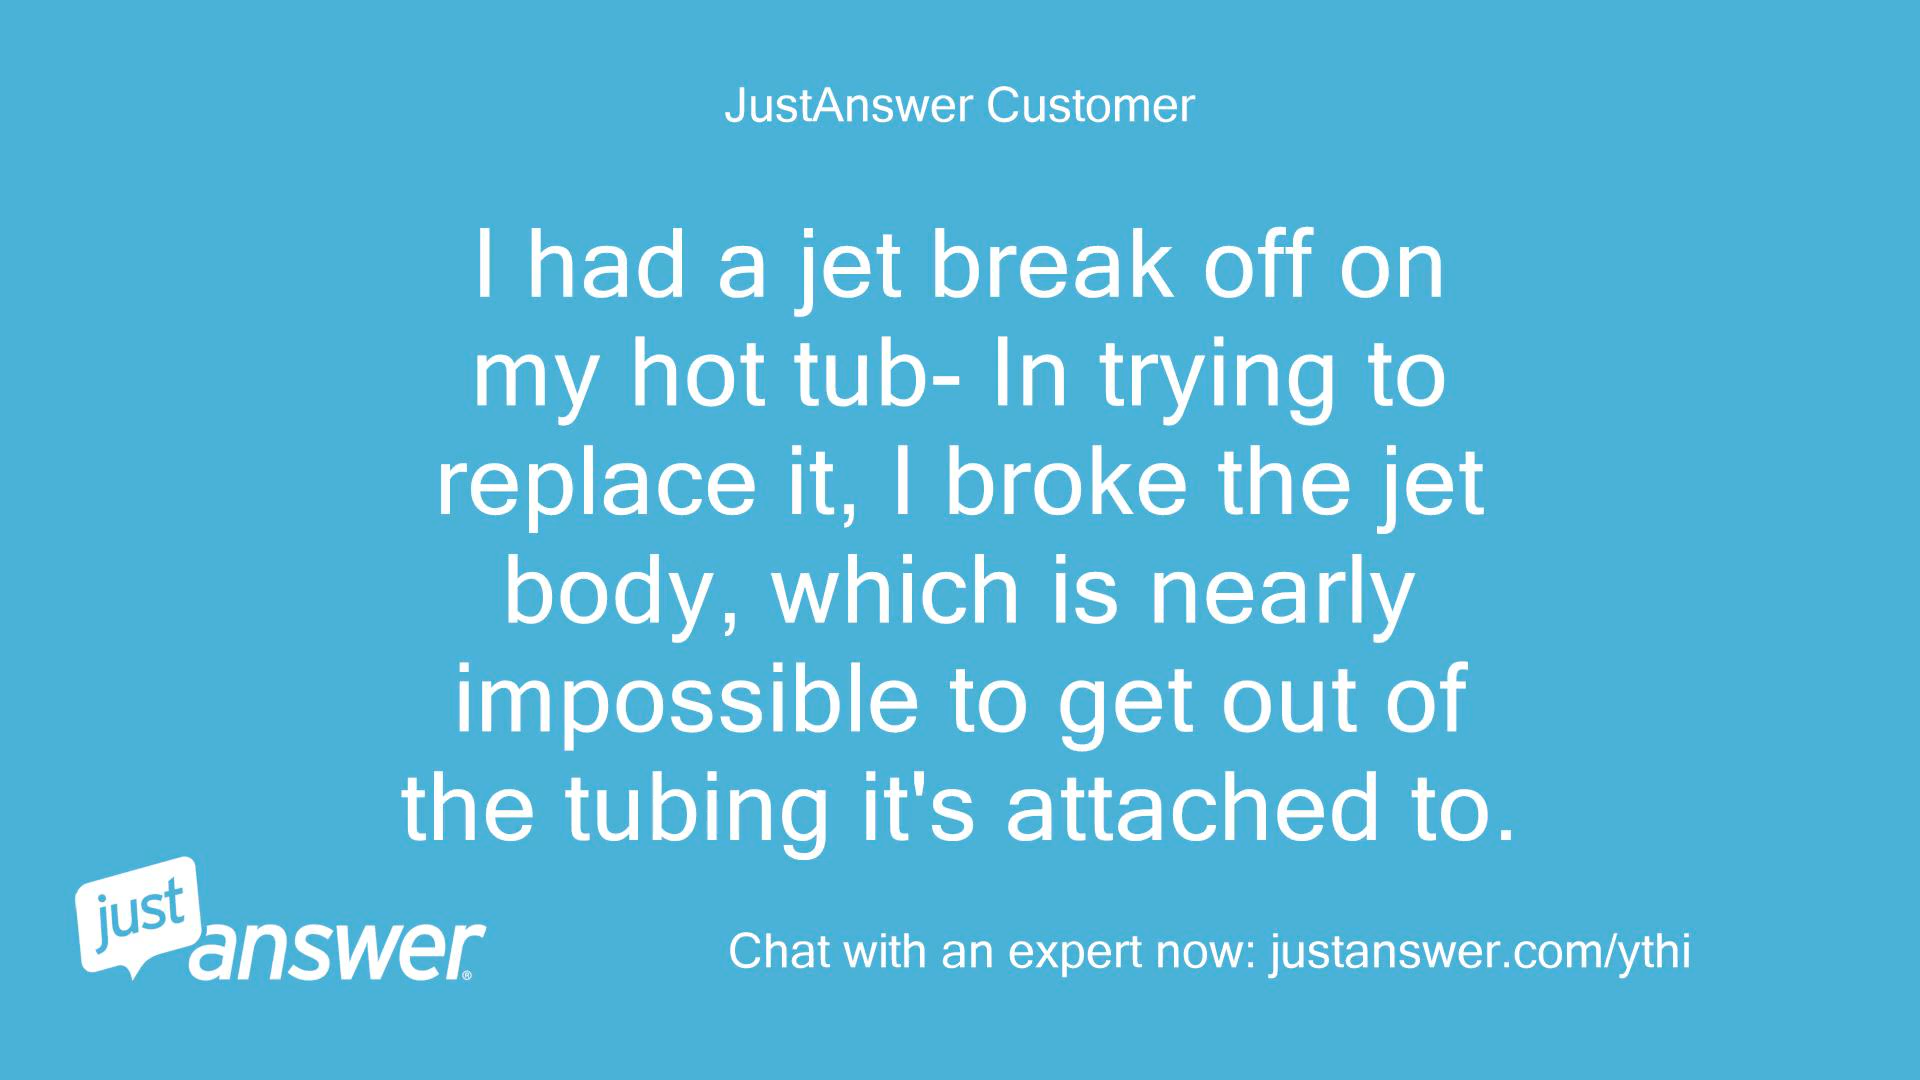 JustAnswer Customer
I had a jet break off on
my hot tub- In trying to
replace it, I broke the jet
body, which is nearly
impossible to get out of
the tubing it's attached to.
just
answer®
Chat with an expert now: justanswer.com/ythi